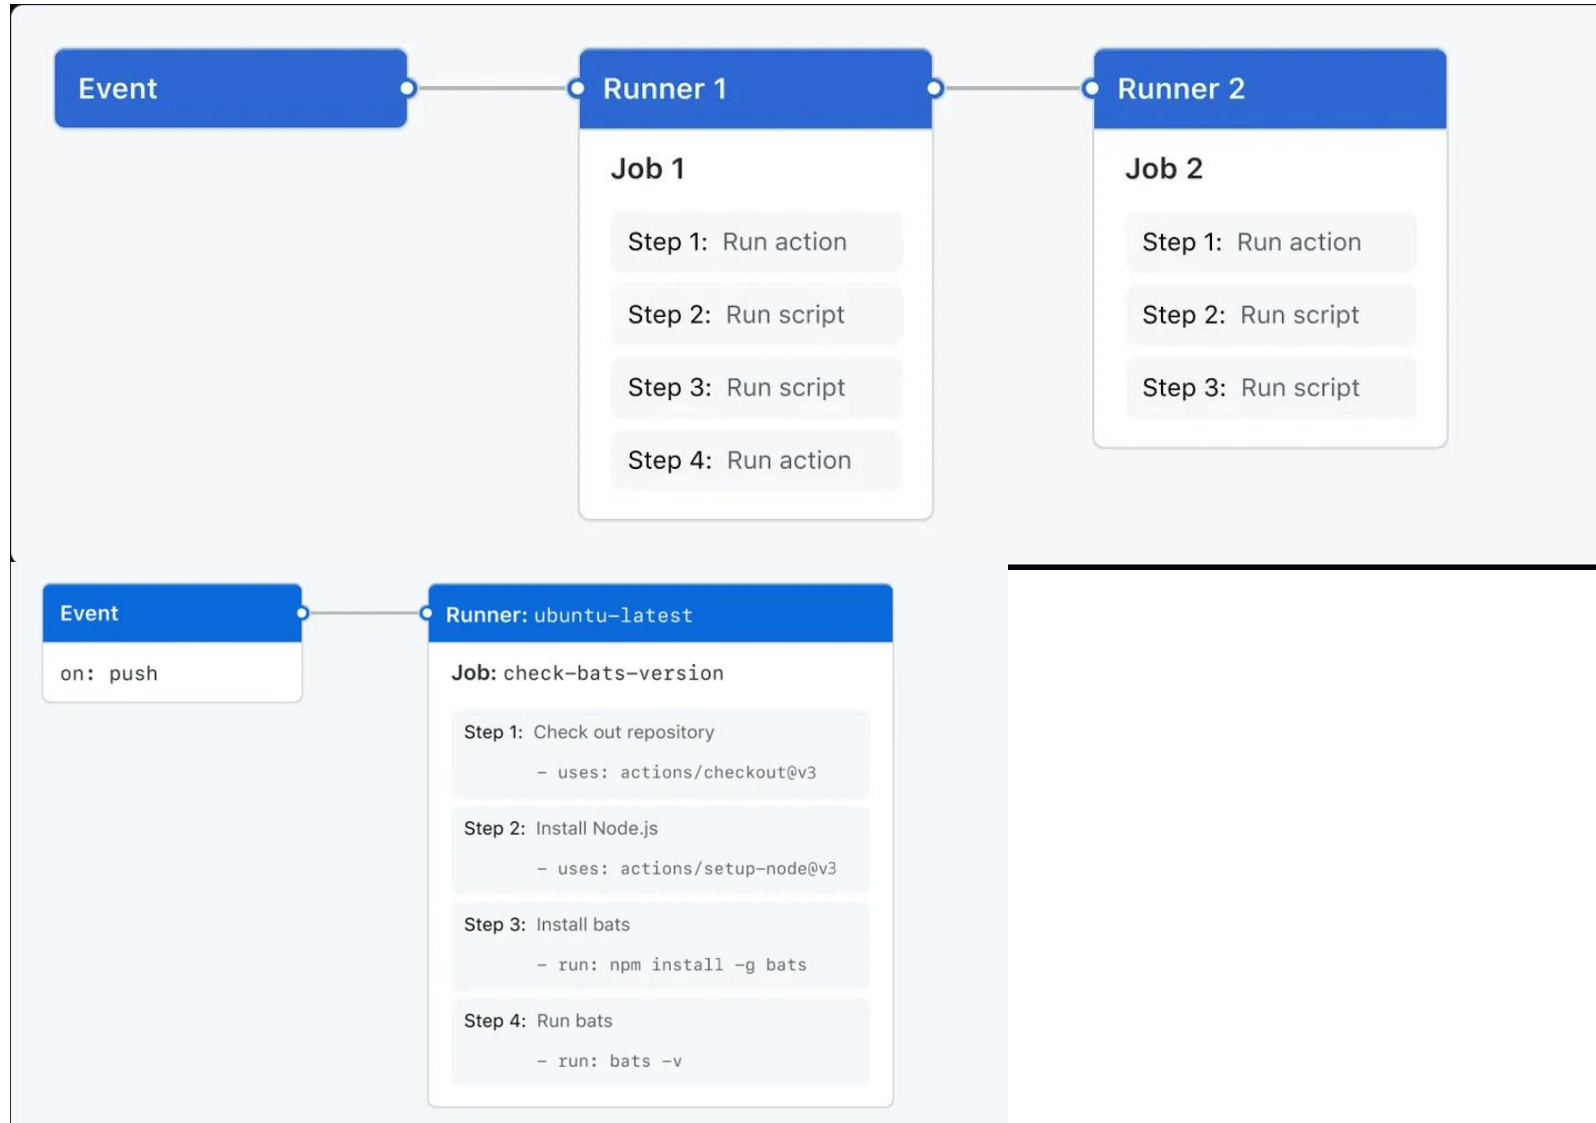 Event
Runner 1
Runner 2
Job 1
Step 1: Run action
Step 2: Run script
Step 3: Run script
Step 4: Run action
Job 2
Step 1: Run action
Step 2: Run script
Step 3: Run script
Event
on: push
Runner: ubuntu-latest
Job: check-bats-version
Step 1: Check out repository
- uses: actions/checkout@v3
Step 2: Install Node.js
- uses: actions/setup-node@v3
Step 3: Install bats
- run: npm install -g bats
Step 4: Run bats
- run: bats -v